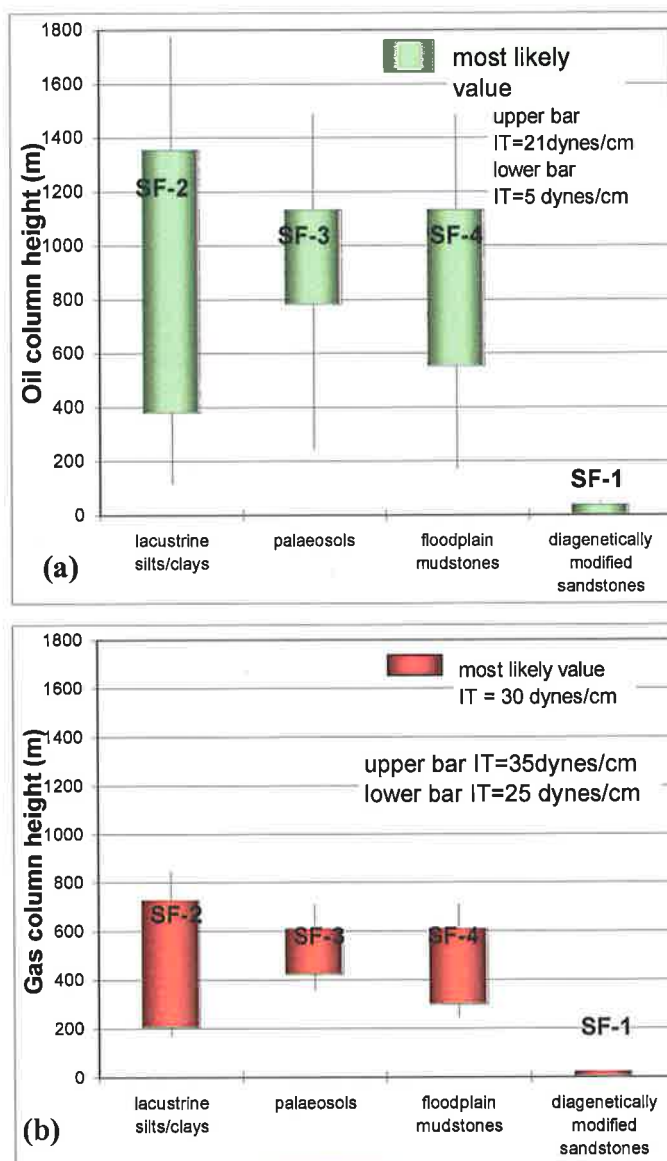 1800
1600
1400
1200
1000
800
600
400
200
0
Oil column height (m)
most likely
value
upper bar
IT=21dynes/cm
lower bar
IT=5 dynes/cm
SF-2
SF-3
SF-4
SF-1
lacustrine
silts/clays
palaeosols
floodplain
mudstones
diagenetically
modified
sandstones
(a)
1800
1600
1400
1200
1000
800
600
400
200
0
Gas column height (m)
most likely value
IT = 30 dynes/cm
upper bar IT=35dynes/cm
lower bar IT=25 dynes/cm
SF-2
SF-3
SF-4
SF-1
lacustrine
silts/clays
palaeosols
floodplain
mudstones
diagenetically
modified
sandstones
(b)